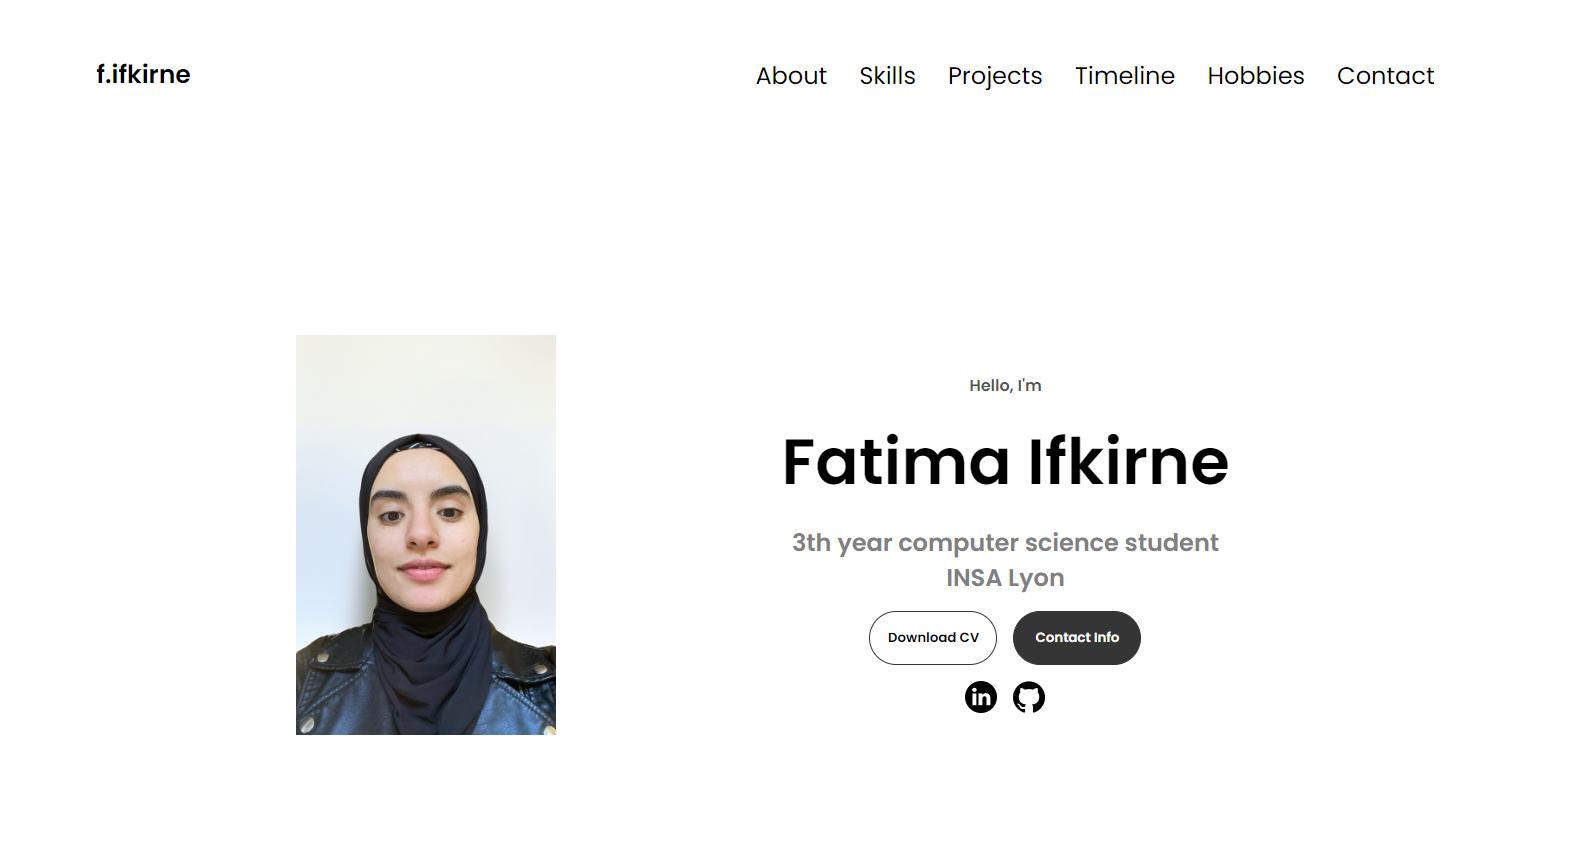 f.ifkirne
About Skills Projects Timeline Hobbies Contact
Hello, I'm
Fatima Ifkirne
3th year computer science student
INSA Lyon
Download CV Contact Info
in